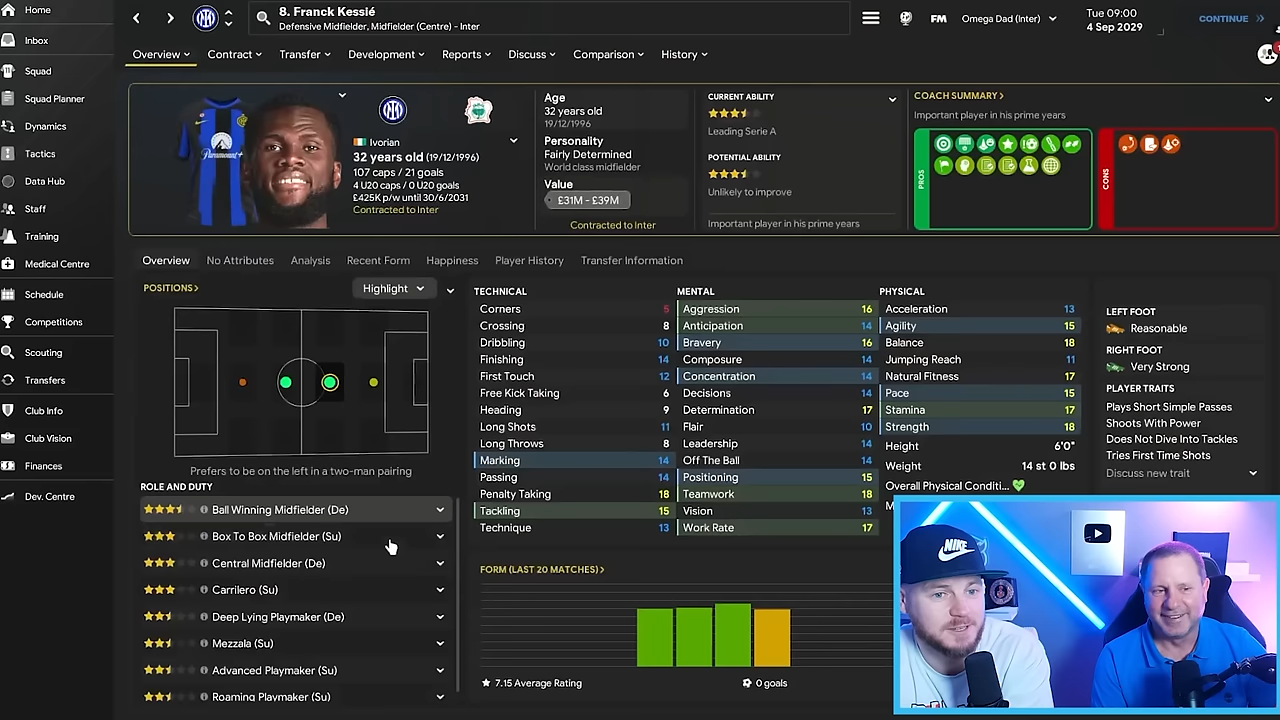 Home
Inbox
Squad
Squad Planner
Dynamics
Tactics
Data Hub
Staff
Training
Medical Centre
Schedule
Competitions
Scouting
Transfers
Club Info
Club Vision
Finances
Dev. Centre
8. Franck Kessié
Defensive Midfielder, Midfielder (Centre) - Inter
FM
Omega Dad (Inter)
Tue 09:00
4 Sep 2029
CONTINUE
Overview
Contract
Transfer
Development
Reports
Discuss
Comparison
History
Paramount+
Ivorian
32 years old (19/12/1996)
107 caps / 21 goals
4 U20 caps / 0 U20 goals
£425K p/w until 30/6/2031
Contracted to Inter
Age
32 years old
19/12/1996
Personality
Fairly Determined
World class midfielder
Value
£31M - £39M
Contracted to Inter
CURRENT ABILITY
Leading Serie A
POTENTIAL ABILITY
Unlikely to improve
Important player in his prime years
COACH SUMMARY
Important player in his prime years
PROS
CONS
Overview
No Attributes
Analysis
Recent Form
Happiness
Player History
Transfer Information
POSITIONS
Highlight
Prefers to be on the left in a two-man pairing
ROLE AND DUTY
Ball Winning Midfielder (De)
Box To Box Midfielder (Su)
Central Midfielder (De)
Carrilero (Su)
Deep Lying Playmaker (De)
Mezzala (Su)
Advanced Playmaker (Su)
Roaming Playmaker (Su)
TECHNICAL
Corners 5
Crossing 8
Dribbling 10
Finishing 14
First Touch 12
Free Kick Taking 6
Heading 9
Long Shots 11
Long Throws 8
Marking 14
Passing 14
Penalty Taking 18
Tackling 15
Technique 13
MENTAL
Aggression 16
Anticipation 14
Bravery 16
Composure 14
Concentration 14
Decisions 14
Determination 17
Flair 10
Leadership 14
Off The Ball 14
Positioning 15
Teamwork 18
Vision 13
Work Rate 17
PHYSICAL
Acceleration 13
Agility 15
Balance 18
Jumping Reach 11
Natural Fitness 17
Pace 15
Stamina 17
Strength 18
Height 6'0"
Weight 14 st 0 lbs
Overall Physical Conditi...
LEFT FOOT
Reasonable
RIGHT FOOT
Very Strong
PLAYER TRAITS
Plays Short Simple Passes
Shoots With Power
Does Not Dive Into Tackles
Tries First Time Shots
Discuss new trait
FORM (LAST 20 MATCHES)
7.15 Average Rating
0 goals
NIKE